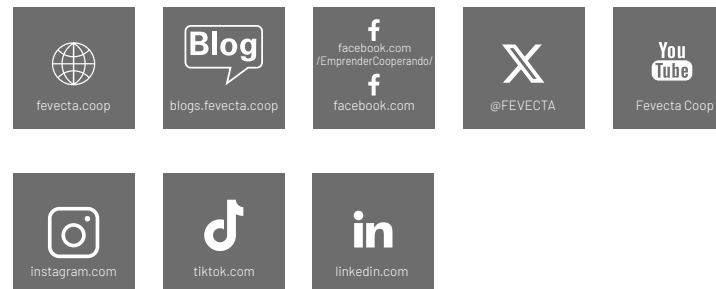 fevecta.coop
Blog
blogs.fevecta.coop
facebook.com
/EmprenderCooperando/
facebook.com
@FEVECTA
You
Tube
Fevecta Coop
instagram.com
tiktok.com
in
linkedin.com